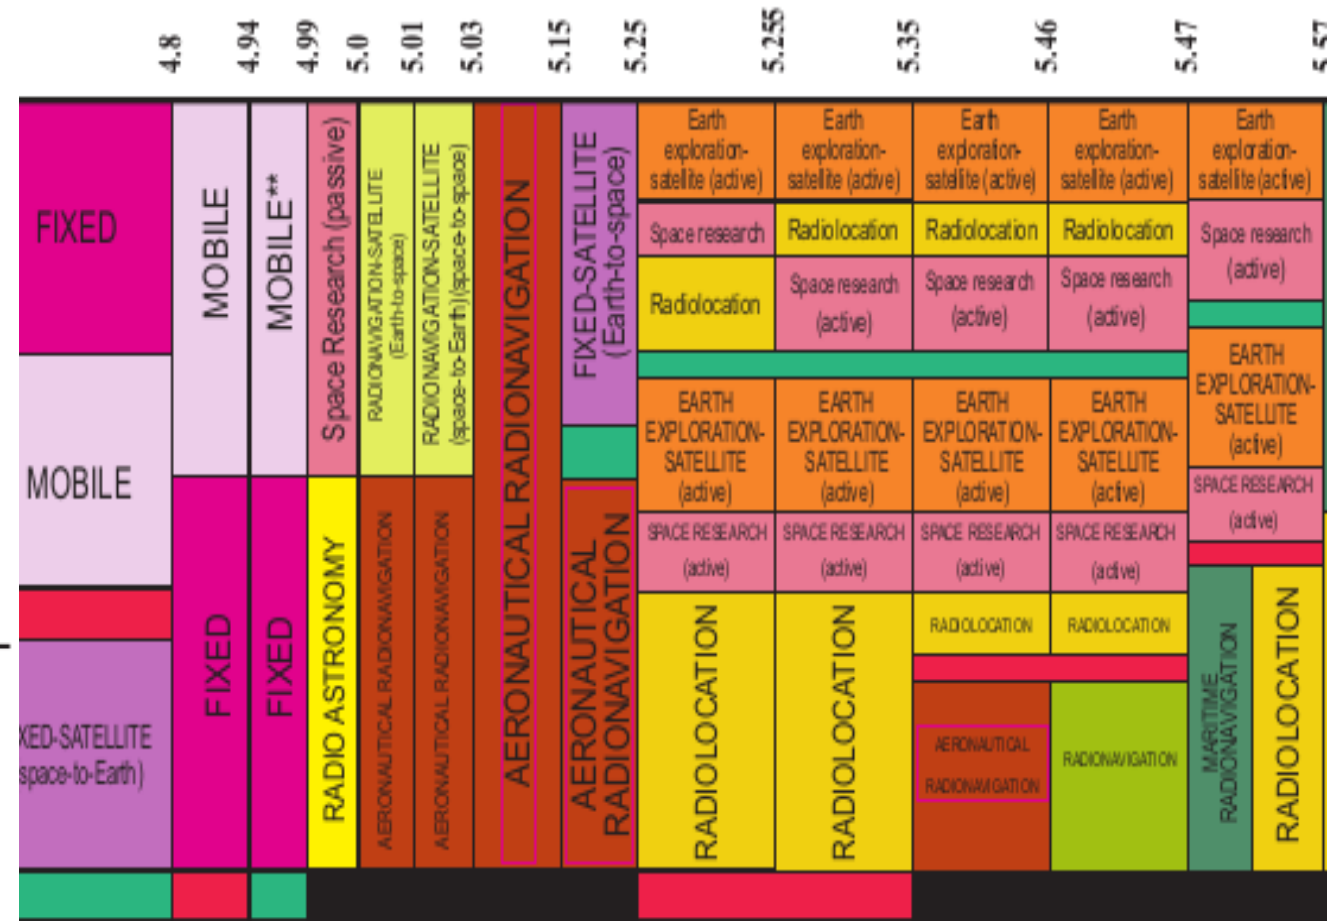 4.8
4.94
4.99
5.0
5.01
5.03
5.15
5.25
5.255
5.35
5.46
5.47
5.57
FIXED
MOBILE
XED-SATELLITE
space-to-Earth)
MOBILE
FIXED
MOBILE**
FIXED
Space Research (passive)
RADIO ASTRONOMY
RADIONAVIGATION-SATELLITE
(Earth-to-space)
AERONAUTICAL RADIONAVIGATION
RADIONAVIGATION-SATELLITE
(space-to-Earth) (space-to-space)
AERONAUTICAL RADIONAVIGATION
AERONAUTICAL RADIONAVIGATION
FIXED-SATELLITE
(Earth-to-space)
AERONAUTICAL
RADIONAVIGATION
Earth
exploration-
satellite (active)
Space research
Radiolocation
EARTH
EXPLORATION-
SATELLITE
(active)
SPACE RESEARCH
(active)
RADIOLOCATION
Earth
exploration-
satellite (active)
Radiolocation
Space research
(active)
EARTH
EXPLORATION-
SATELLITE
(active)
SPACE RESEARCH
(active)
RADIOLOCATION
Earth
exploration-
satellite (active)
Radiolocation
Space research
(active)
EARTH
EXPLORATION-
SATELLITE
(active)
SPACE RESEARCH
(active)
RADIOLOCATION
AERONAUTICAL
RADIONAVIGATION
Earth
exploration-
satellite (active)
Radiolocation
Space research
(active)
EARTH
EXPLORATION-
SATELLITE
(active)
SPACE RESEARCH
(active)
RADIOLOCATION
RADIONAVIGATION
Earth
exploration-
satellite (active)
Space research
(active)
EARTH
EXPLORATION-
SATELLITE
(active)
SPACE RESEARCH
(active)
MARITIME
RADIONAVIGATION
RADIOLOCATION